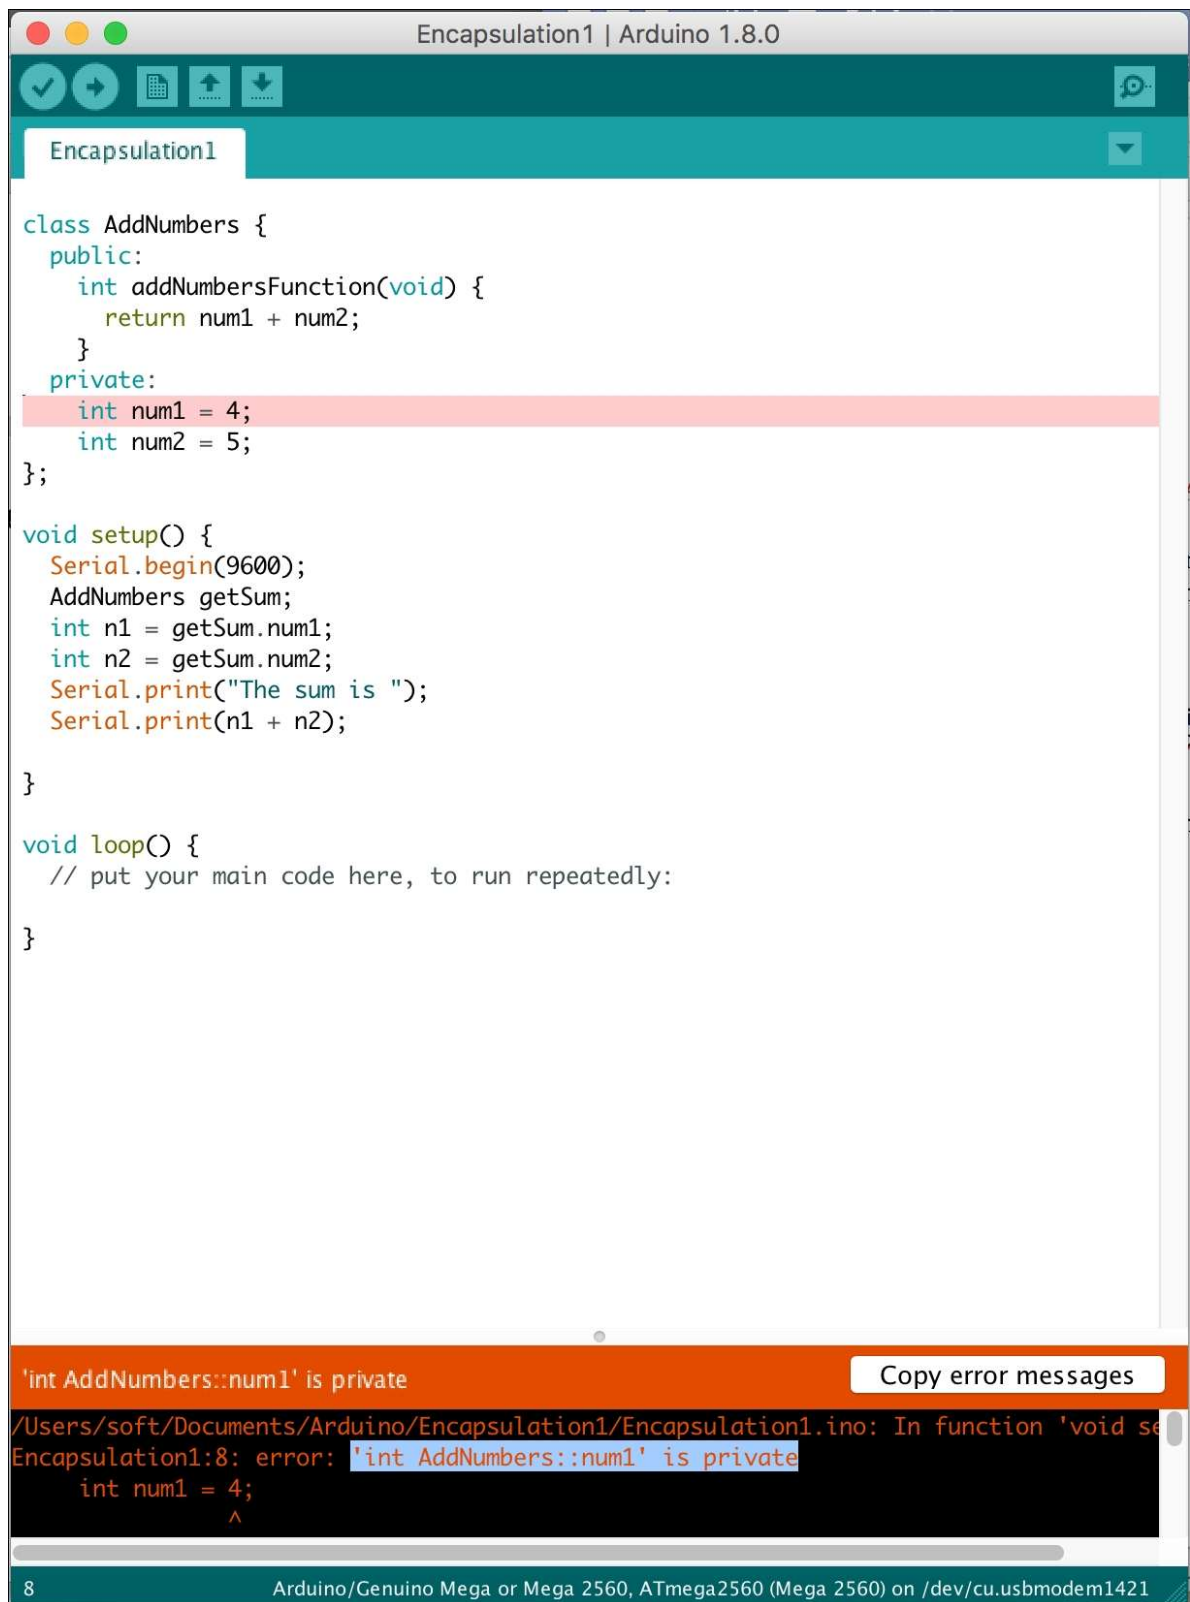 Encapsulation1 | Arduino 1.8.0
Encapsulation1
class AddNumbers {
  public:
    int addNumbersFunction(void) {
      return num1 + num2;
    }
  private:
    int num1 = 4;
    int num2 = 5;
};
void setup() {
  Serial.begin(9600);
  AddNumbers getSum;
  int n1 = getSum.num1;
  int n2 = getSum.num2;
  Serial.print("The sum is ");
  Serial.print(n1 + n2);
}
void loop() {
  // put your main code here, to run repeatedly:
}
'int AddNumbers::num1' is private
Copy error messages
/Users/soft/Documents/Arduino/Encapsulation1/Encapsulation1.ino: In function 'void se
Encapsulation1:8: error: 'int AddNumbers::num1' is private
     int num1 = 4;
                ^
8
Arduino/Genuino Mega or Mega 2560, ATmega2560 (Mega 2560) on /dev/cu.usbmodem1421